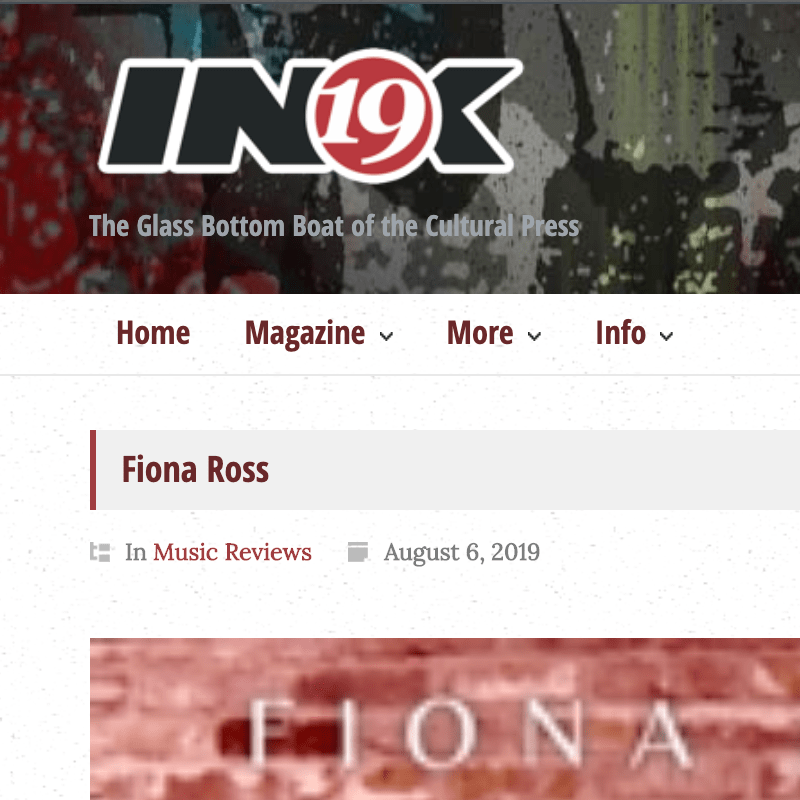 INK 19
The Glass Bottom Boat of the Cultural Press
Home Magazine More Info
Fiona Ross
In Music Reviews August 6, 2019
FIONA